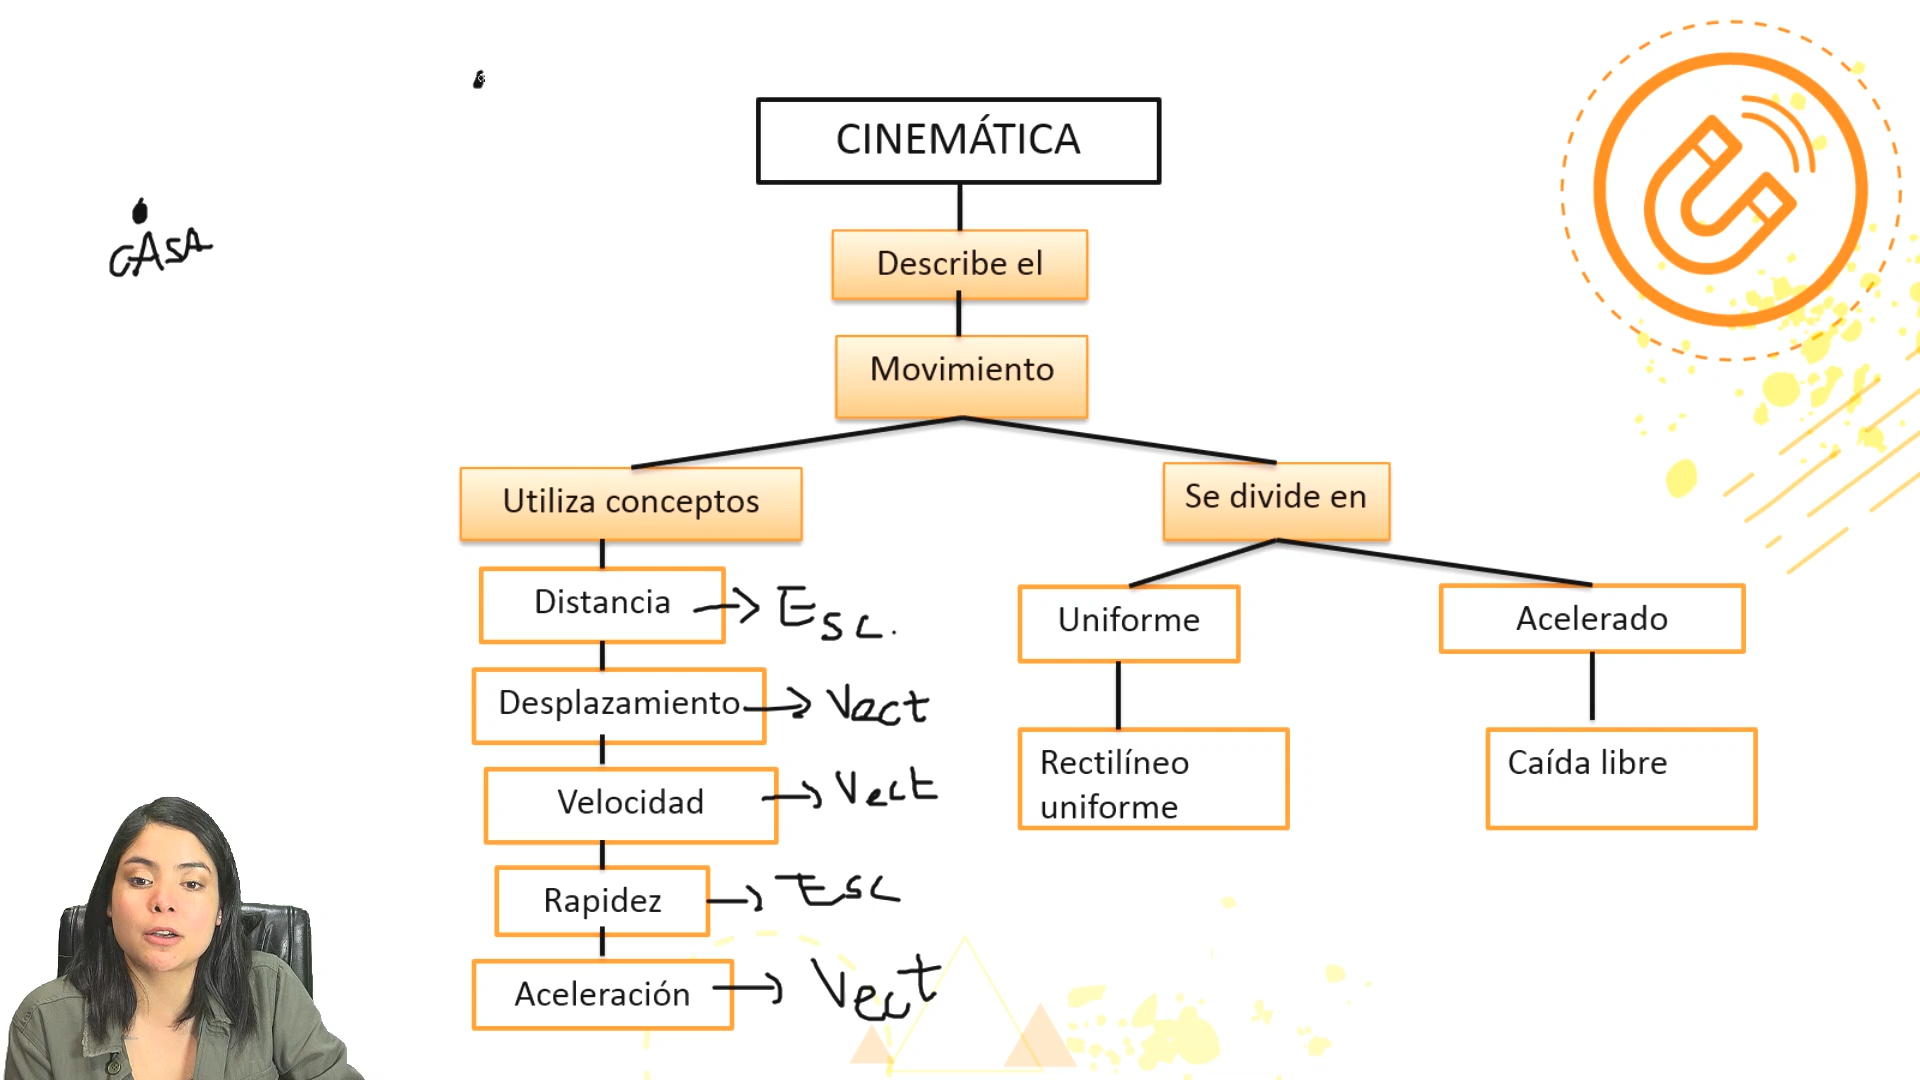 CINEMÁTICA
CASA
Describe el
Movimiento
Utiliza conceptos
Distancia → Esc.
Desplazamiento → Vect
Velocidad → Vect
Rapidez → Esc
Aceleración → Vect
Se divide en
Uniforme
Rectilíneo
uniforme
Acelerado
Caída libre